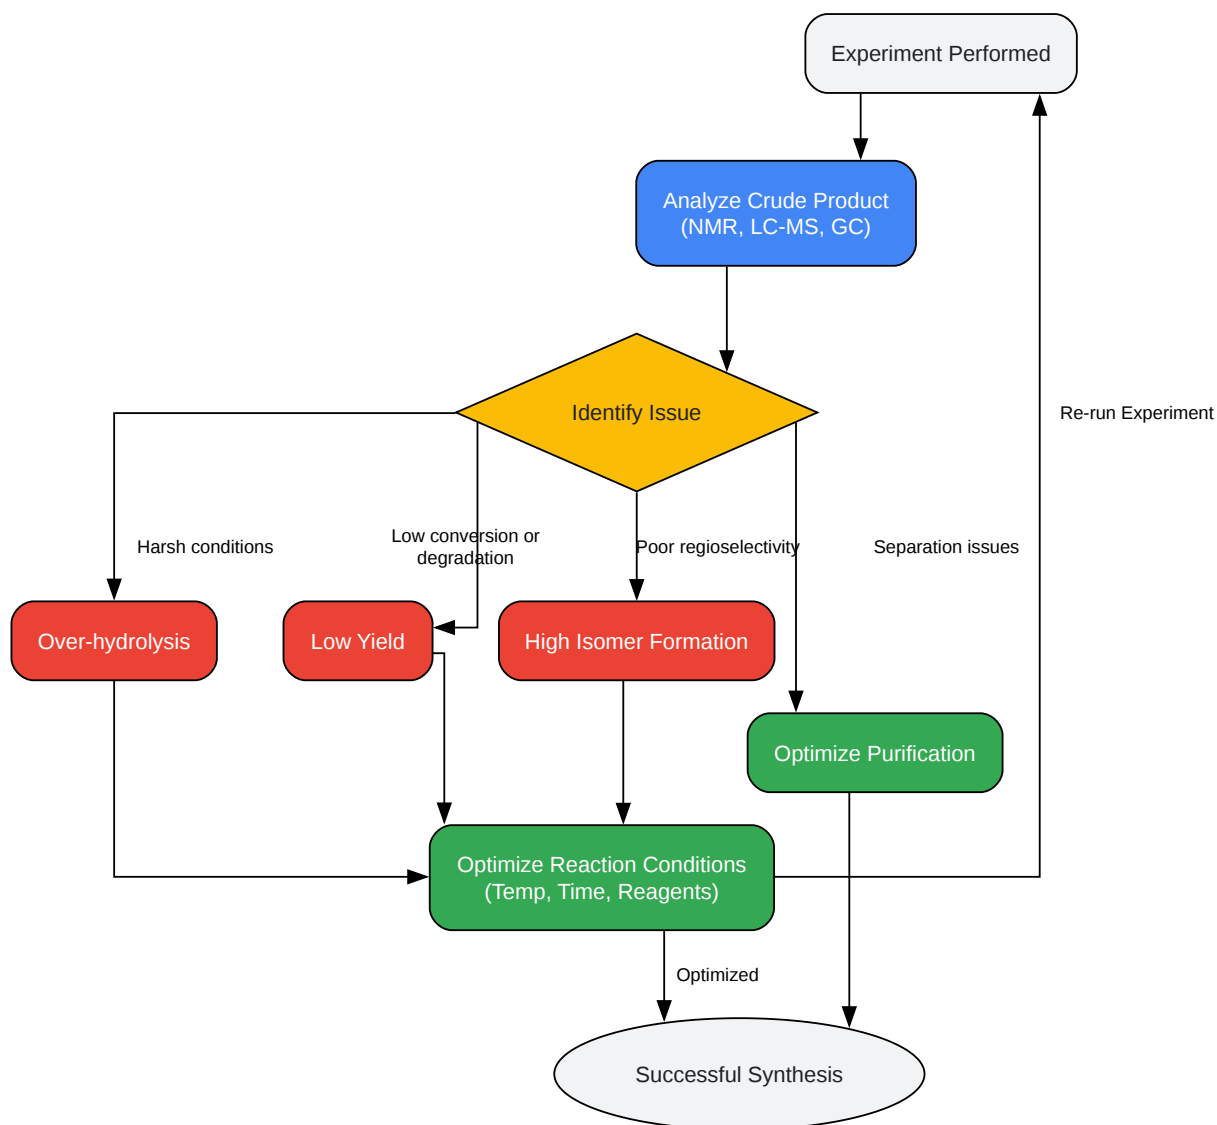 Experiment Performed
Analyze Crude Product
(NMR, LC-MS, GC)
Identify Issue
Re-run Experiment
Harsh conditions
Low conversion or
degradation
Poor regioselectivity
Separation issues
Over-hydrolysis
Low Yield
High Isomer Formation
Optimize Purification
Optimize Reaction Conditions
(Temp, Time, Reagents)
Optimized
Successful Synthesis